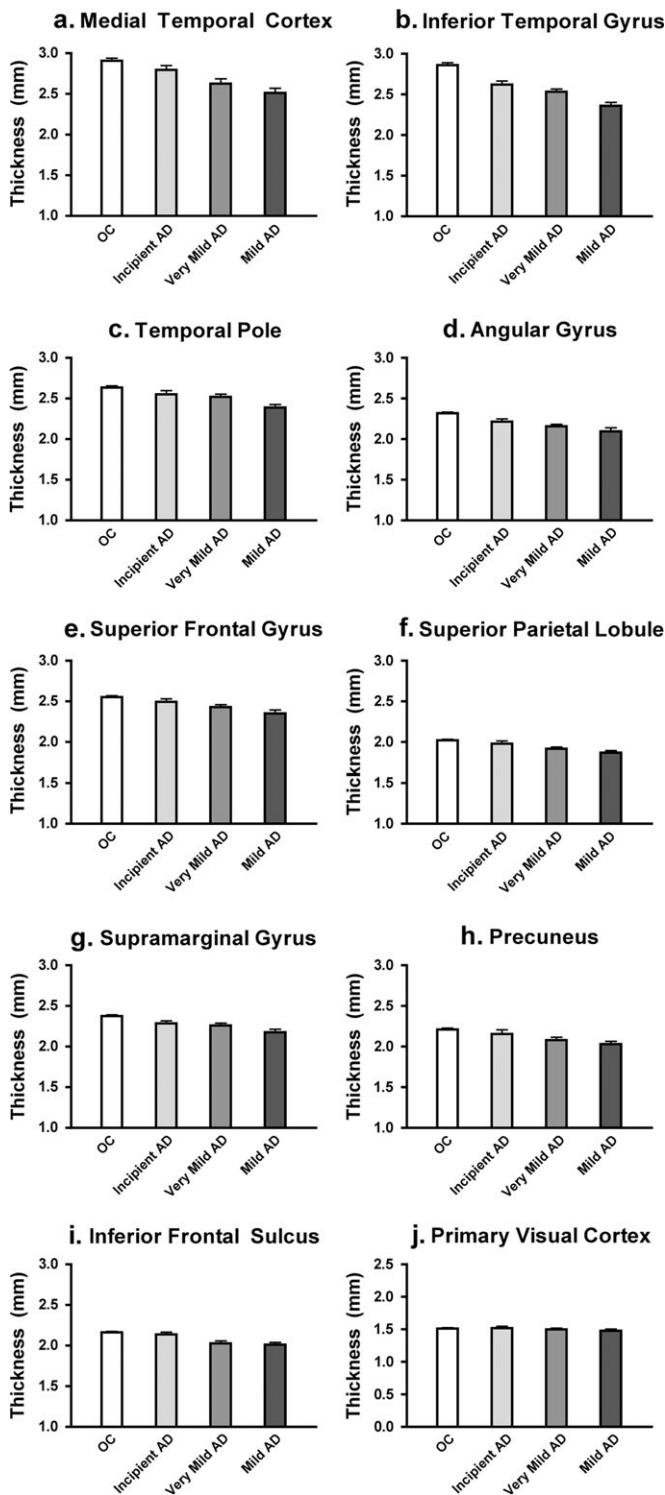 a. Medial Temporal Cortex
Thickness (mm)
3.0
2.5
2.0
1.5
1.0
OC
Incipient AD
Very Mild AD
Mild AD
b. Inferior Temporal Gyrus
Thickness (mm)
3.0
2.5
2.0
1.5
1.0
OC
Incipient AD
Very Mild AD
Mild AD
c. Temporal Pole
Thickness (mm)
3.0
2.5
2.0
1.5
1.0
OC
Incipient AD
Very Mild AD
Mild AD
d. Angular Gyrus
Thickness (mm)
3.0
2.5
2.0
1.5
1.0
OC
Incipient AD
Very Mild AD
Mild AD
e. Superior Frontal Gyrus
Thickness (mm)
3.0
2.5
2.0
1.5
1.0
OC
Incipient AD
Very Mild AD
Mild AD
f. Superior Parietal Lobule
Thickness (mm)
3.0
2.5
2.0
1.5
1.0
OC
Incipient AD
Very Mild AD
Mild AD
g. Supramarginal Gyrus
Thickness (mm)
3.0
2.5
2.0
1.5
1.0
OC
Incipient AD
Very Mild AD
Mild AD
h. Precuneus
Thickness (mm)
3.0
2.5
2.0
1.5
1.0
OC
Incipient AD
Very Mild AD
Mild AD
i. Inferior Frontal Sulcus
Thickness (mm)
3.0
2.5
2.0
1.5
1.0
OC
Incipient AD
Very Mild AD
Mild AD
j. Primary Visual Cortex
Thickness (mm)
2.5
2.0
1.5
1.0
0.0
OC
Incipient AD
Very Mild AD
Mild AD